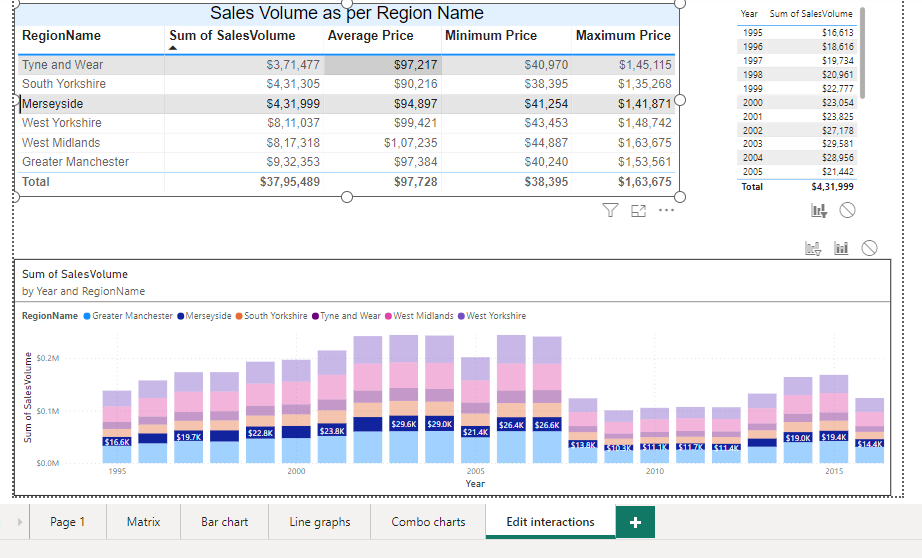 Sales Volume as per Region Name
RegionName Sum of SalesVolume Average Price Minimum Price Maximum Price
Tyne and Wear $3,71,477 $97,217 $40,970 $1,45,115
South Yorkshire $4,31,305 $90,216 $38,395 $1,35,268
Merseyside $4,31,999 $94,897 $41,254 $1,41,871
West Yorkshire $8,11,037 $99,421 $43,453 $1,48,742
West Midlands $8,17,318 $1,07,235 $44,887 $1,63,675
Greater Manchester $9,32,353 $97,384 $40,240 $1,53,561
Total $37,95,489 $97,728 $38,395 $1,63,675
Year Sum of SalesVolume
1995 $16,613
1996 $18,616
1997 $19,734
1998 $20,961
1999 $22,777
2000 $23,054
2001 $23,825
2002 $27,178
2003 $29,581
2004 $28,956
2005 $21,442
Total $4,31,999
Sum of SalesVolume
by Year and RegionName
RegionName Greater Manchester Merseyside South Yorkshire Tyne and Wear West Midlands West Yorkshire
Sum of SalesVolume
$0.2M
$0.1M
$0.0M
$16.6K $19.7K $22.8K $23.8K $29.6K $29.0K $21.4K $26.4K $26.6K $13.8K $10.3K $11.1K $11.7K $11.4K $19.0K $19.4K $14.4K
1995 2000 2005 2010 2015
Year
Page 1 Matrix Bar chart Line graphs Combo charts Edit interactions +